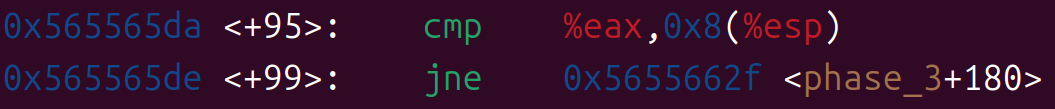 0x565565da <+95>: cmp %eax,0x8(%esp)
0x565565de <+99>: jne 0x5655662f <phase_3+180>